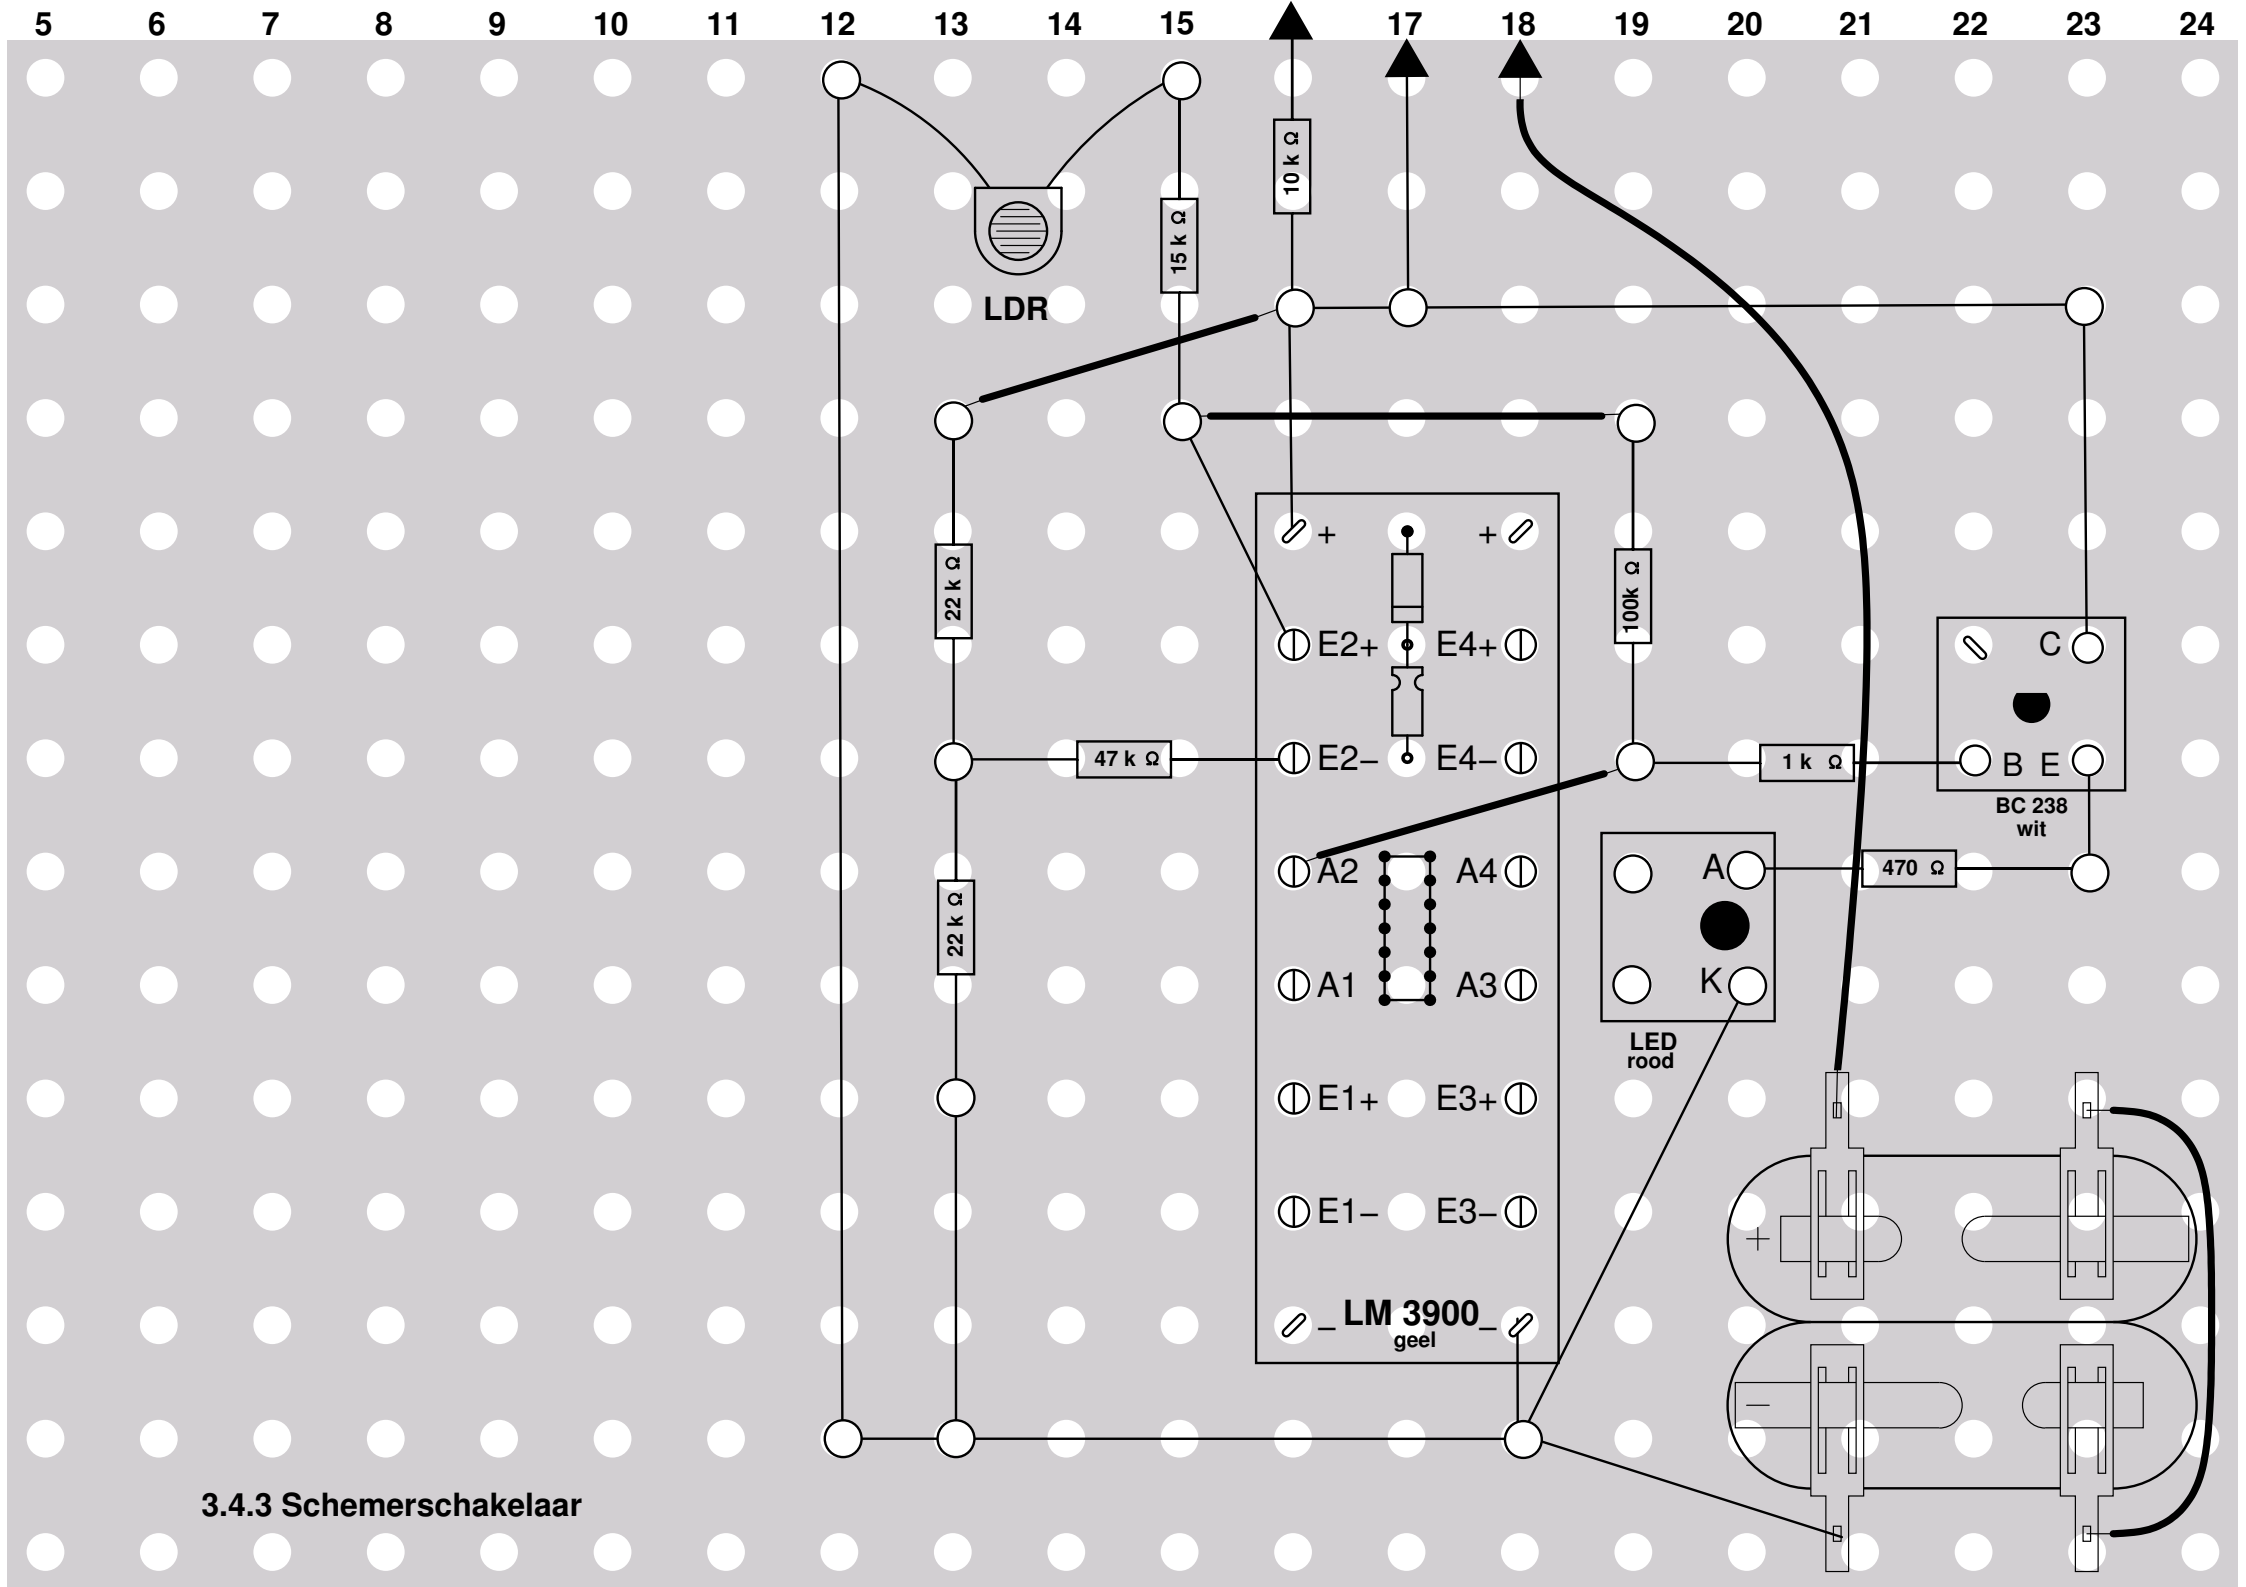 5 6 7 8 9 10 11 12 13 14 15 17 18 19 20 21 22 23 24
10 k Ω
15 k Ω
LDR
+ +
22 k Ω
100k Ω
E2+ E4+
C
47 k Ω
E2– E4–
1 k Ω
B E
BC 238
wit
A2 A4
A
470 Ω
22 k Ω
A1 A3
K
LED
rood
E1+ E3+
E1– E3–
+
– LM 3900 –
geel
–
3.4.3 Schemerschakelaar